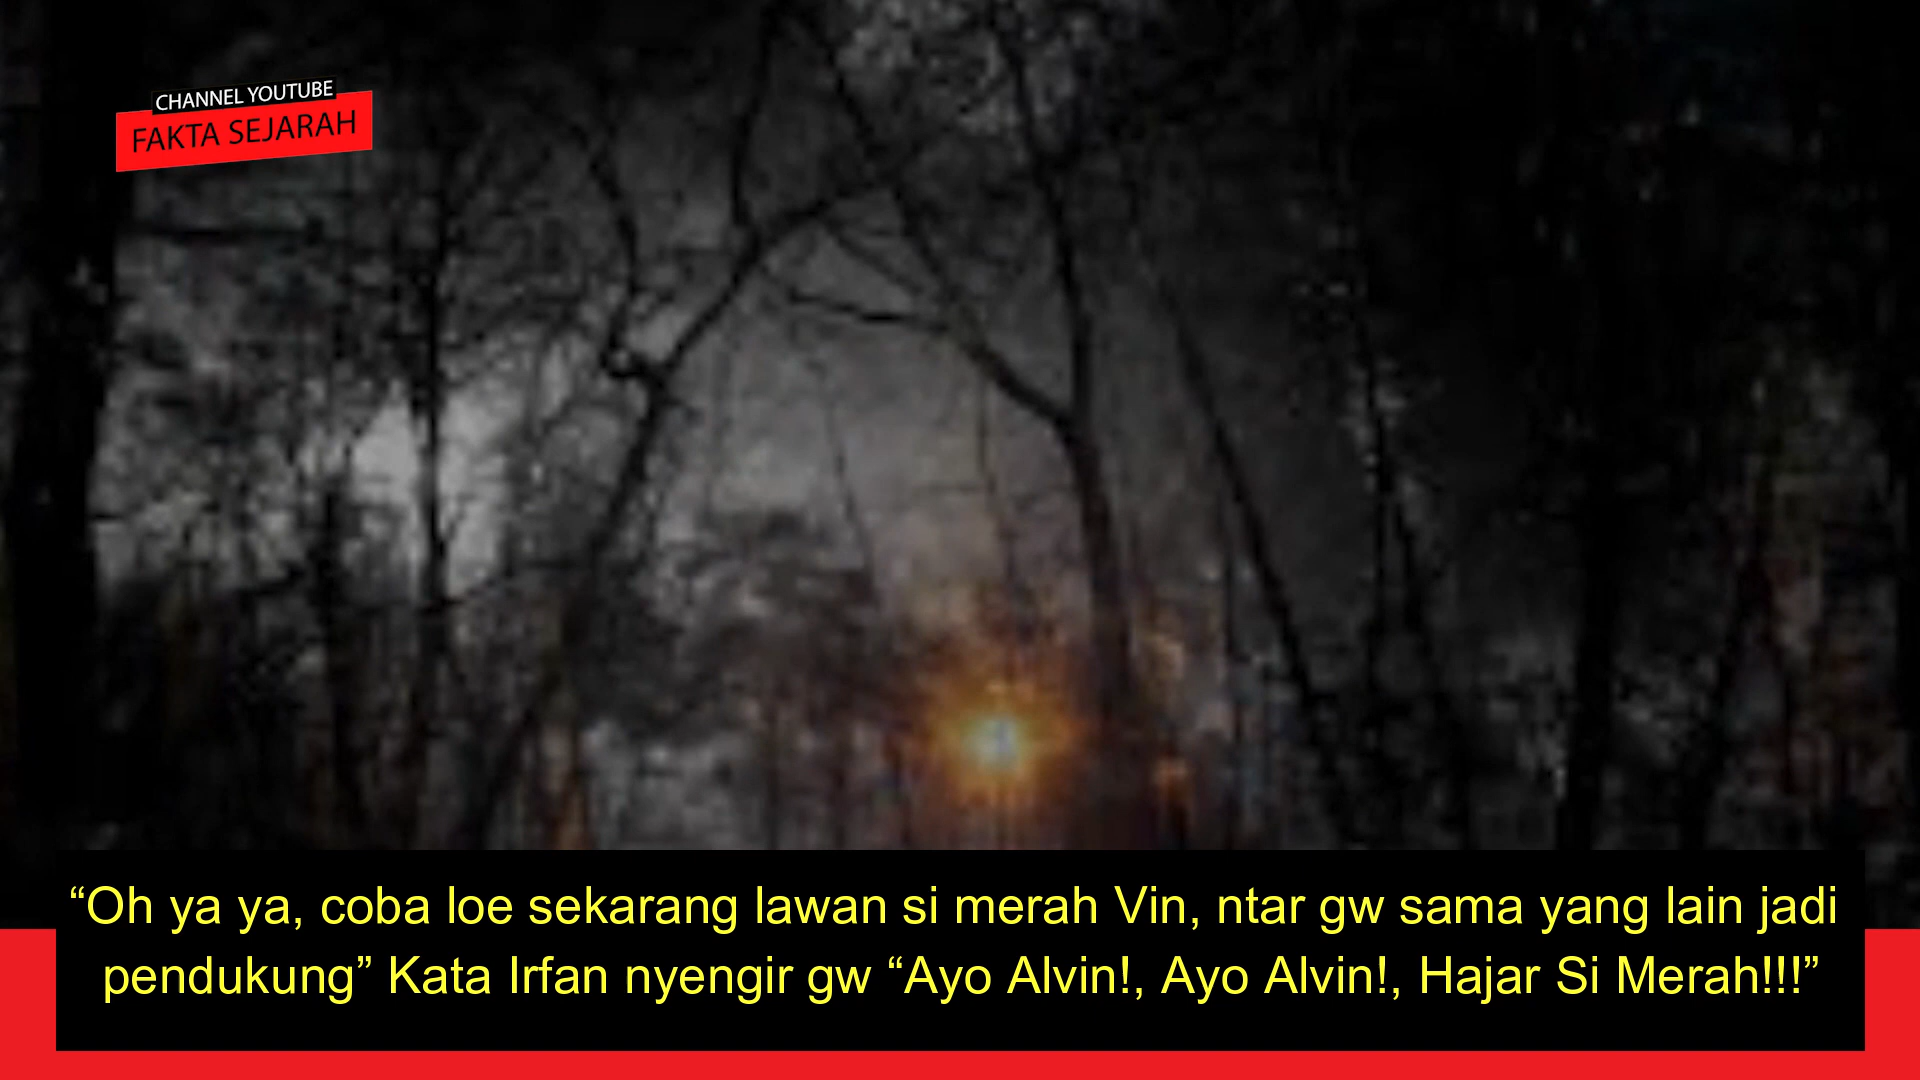 CHANNEL YOUTUBE
FAKTA SEJARAH
“Oh ya ya, coba loe sekarang lawan si merah Vin, ntar gw sama yang lain jadi
pendukung” Kata Irfan nyengir gw “Ayo Alvin!, Ayo Alvin!, Hajar Si Merah!!!”